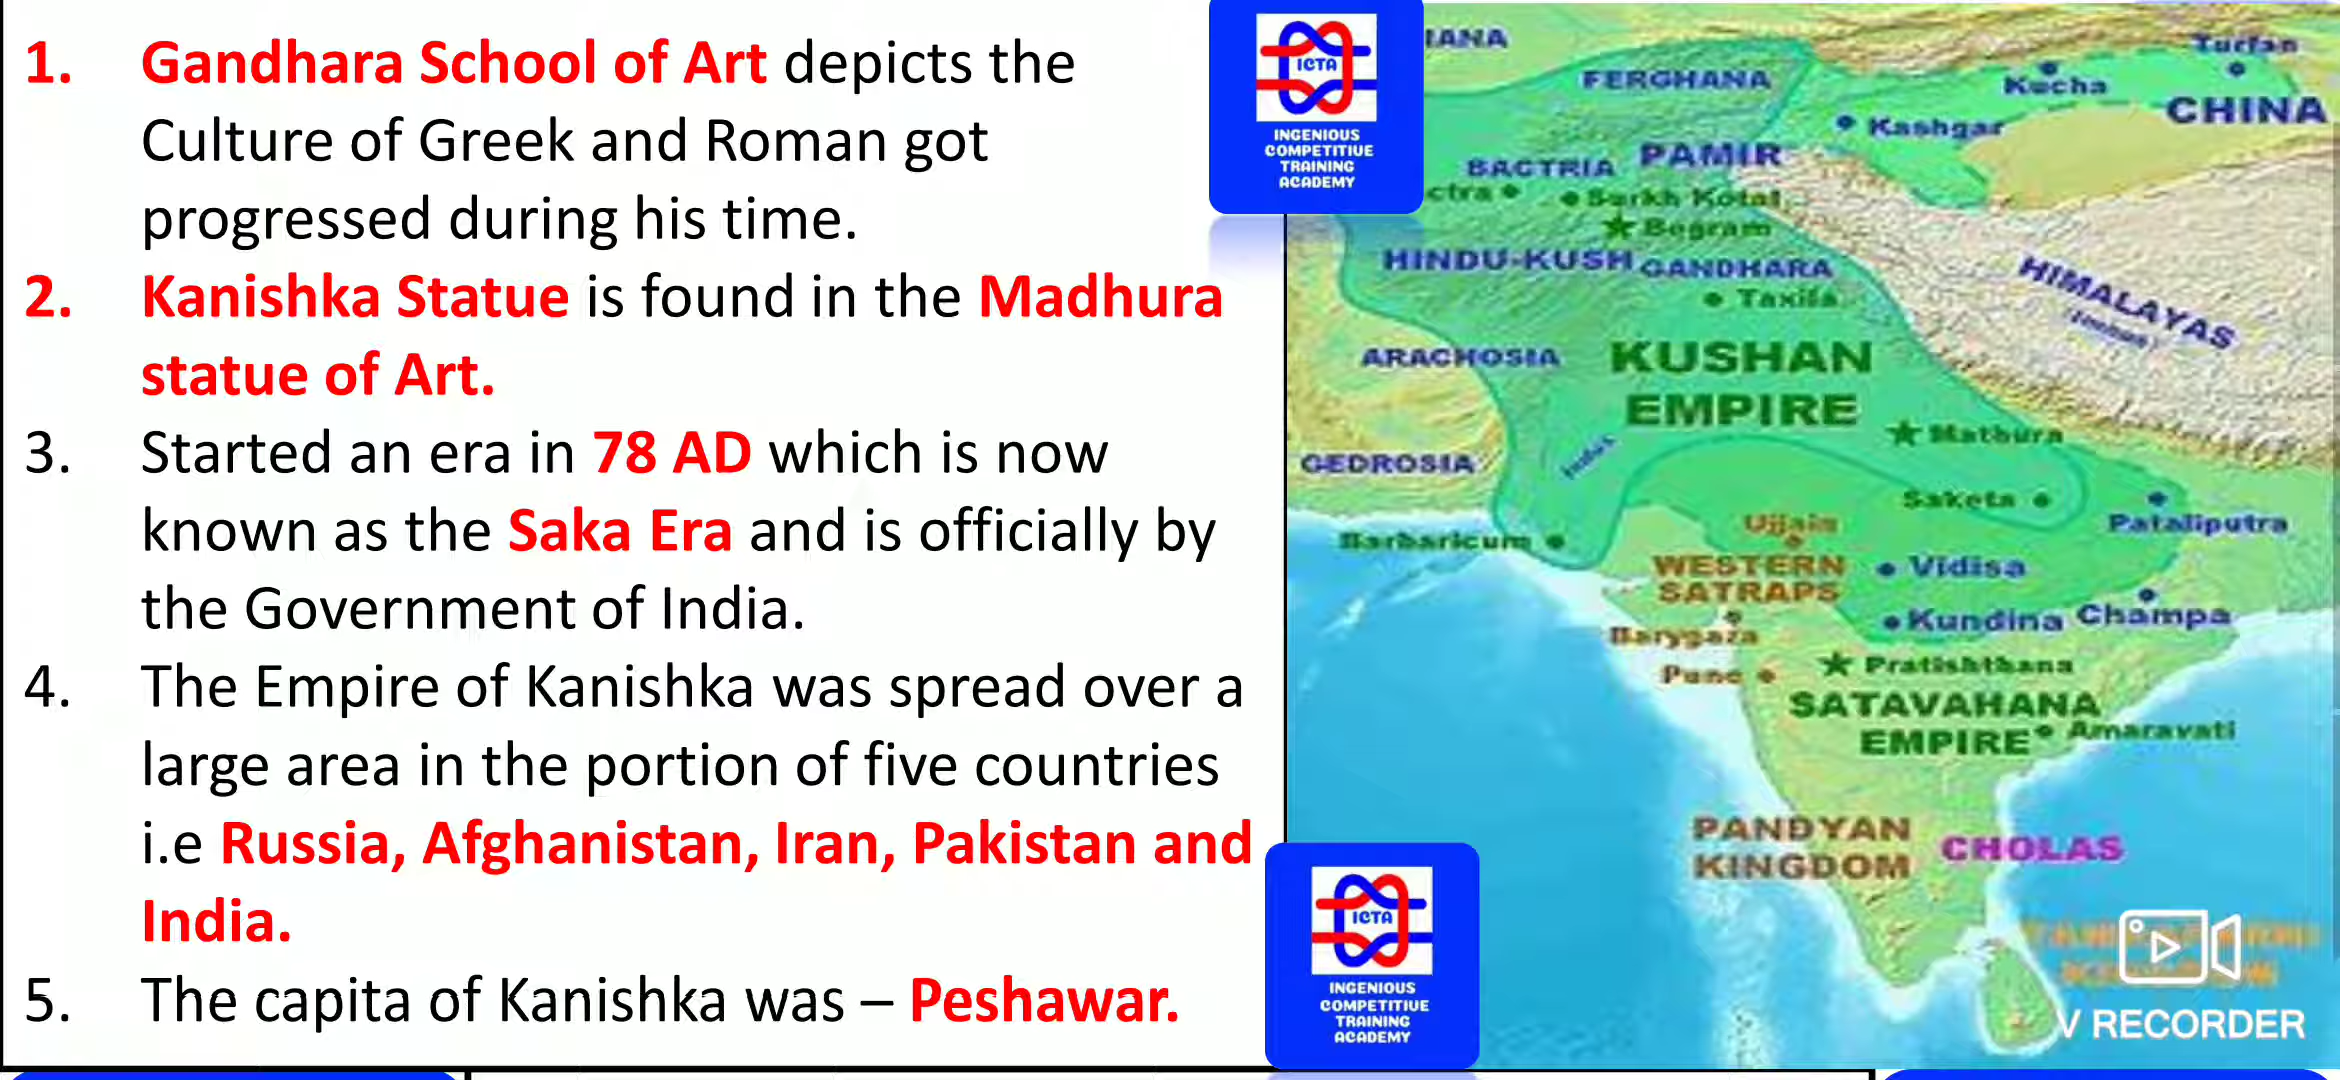 1. Gandhara School of Art depicts the
Culture of Greek and Roman got
progressed during his time.
2. Kanishka Statue is found in the Madhura
statue of Art.
3. Started an era in 78 AD which is now
known as the Saka Era and is officially by
the Government of India.
4. The Empire of Kanishka was spread over a
large area in the portion of five countries
i.e Russia, Afghanistan, Iran, Pakistan and
India.
5. The capita of Kanishka was – Peshawar.
ICTA
INGENIOUS
COMPETITIUE
TRAINING
ACADEMY
IANA
FERGHANA
Turfan
Kucha
CHINA
Kashgar
PAMIR
BACTRIA
ctra
Surkh Kotal
Begram
HINDU-KUSH
GANDHARA
Taxila
HIMALAYAS
ARACHOSIA
KUSHAN
EMPIRE
Mathura
GEDROSIA
Indus
Saketa
Pataliputra
Ujjain
Barbaricum
WESTERN
SATRAPS
Vidisa
Kundina
Champa
Barygaza
Pune
Pratishthana
SATAVAHANA
EMPIRE
Amaravati
PANDYAN
KINGDOM
CHOLAS
ICTA
INGENIOUS
COMPETITIUE
TRAINING
ACADEMY
V RECORDER